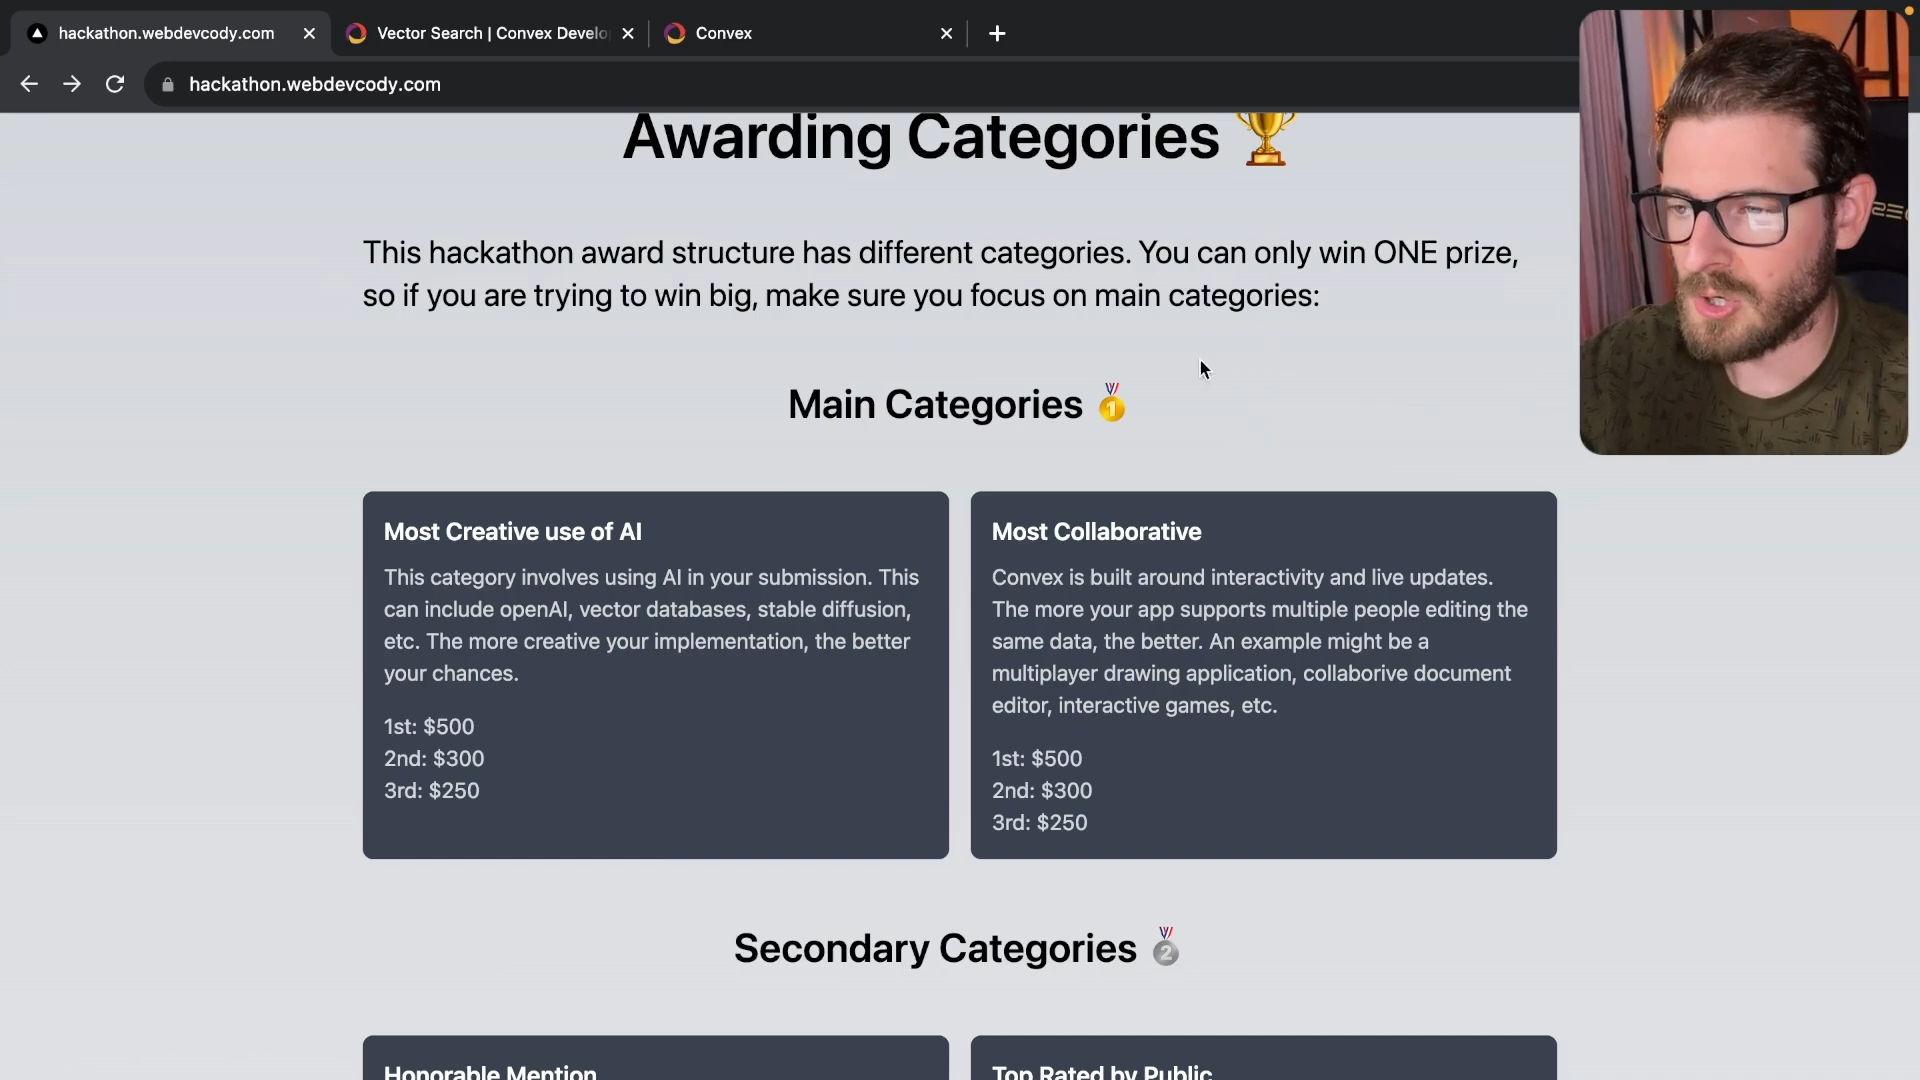 hackathon.webdevcody.com
Vector Search | Convex Develo
Convex
hackathon.webdevcody.com
Awarding Categories 🏆
This hackathon award structure has different categories. You can only win ONE prize,
so if you are trying to win big, make sure you focus on main categories:
Main Categories 🥇
Most Creative use of AI
This category involves using AI in your submission. This
can include openAI, vector databases, stable diffusion,
etc. The more creative your implementation, the better
your chances.
1st: $500
2nd: $300
3rd: $250
Most Collaborative
Convex is built around interactivity and live updates.
The more your app supports multiple people editing the
same data, the better. An example might be a
multiplayer drawing application, collaborive document
editor, interactive games, etc.
1st: $500
2nd: $300
3rd: $250
Secondary Categories 🥈
Honorable Mention
Top Rated by Public